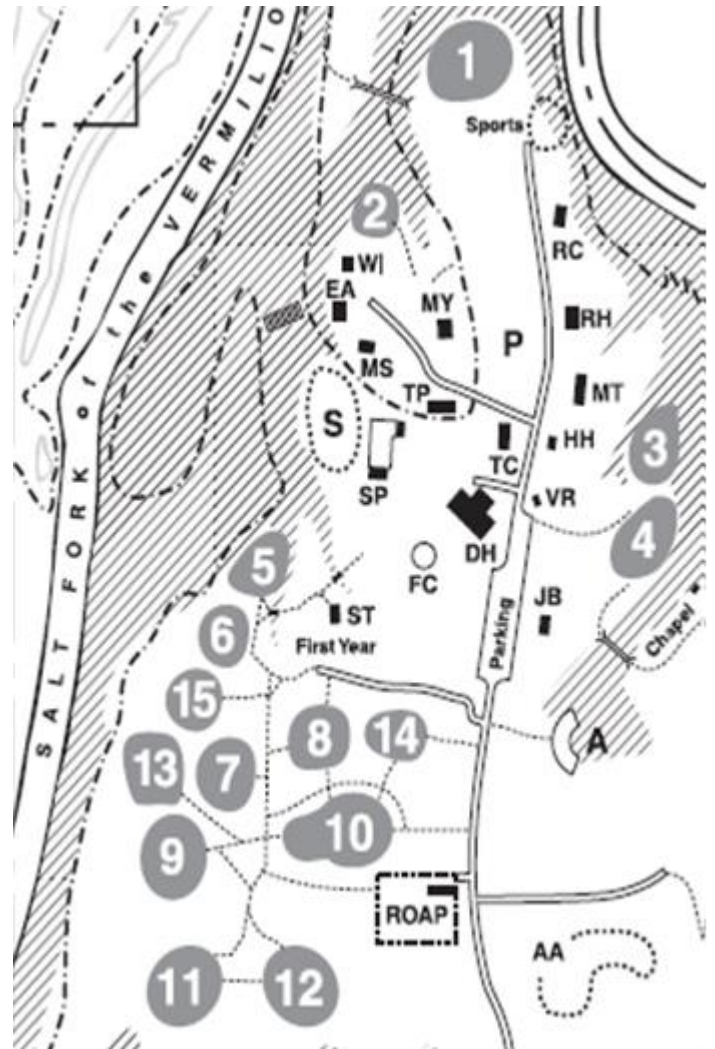 SALT FORK of the VERMILIO
1
Sports
2
RC
WI
EA
MY
RH
P
MS
MT
TP
S
HH
TC
3
SP
VR
4
DH
5
FC
JB
ST
6
Parking
Chapel
First Year
15
8
14
A
13
7
10
9
ROAP
AA
11
12